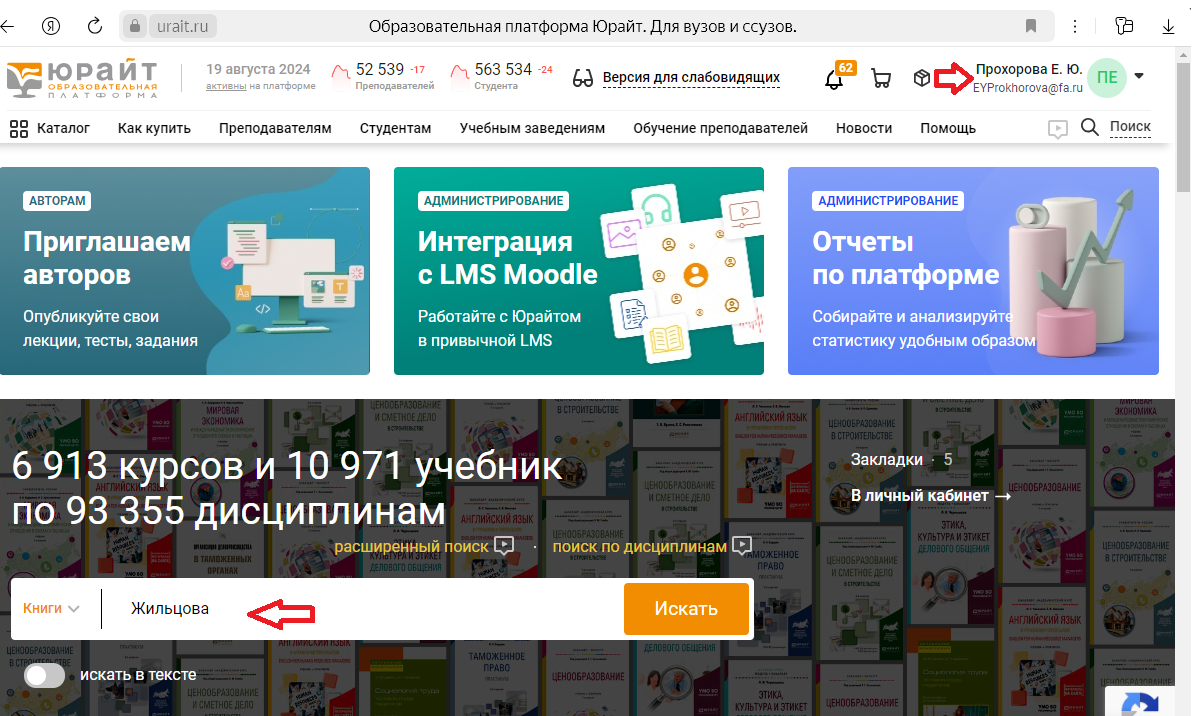 urait.ru
Образовательная платформа Юрайт. Для вузов и ссузов.
ЮРАЙТ
ОБРАЗОВАТЕЛЬНАЯ
ПЛАТФОРМА
19 августа 2024
активны на платформе
52 539 -17
Преподавателей
563 534 -24
Студента
Версия для слабовидящих
62
Прохорова Е. Ю.
EYProkhorova@fa.ru
ПЕ
Каталог
Как купить
Преподавателям
Студентам
Учебным заведениям
Обучение преподавателей
Новости
Помощь
Поиск
АВТОРАМ
Приглашаем
авторов
Опубликуйте свои
лекции, тесты, задания
АДМИНИСТРИРОВАНИЕ
Интеграция
с LMS Moodle
Работайте с Юрайтом
в привычной LMS
АДМИНИСТРИРОВАНИЕ
Отчеты
по платформе
Собирайте и анализируйте
статистику удобным образом
6 913 курсов и 10 971 учебник
по 93 355 дисциплинам
Закладки · 5
В личный кабинет →
расширенный поиск · поиск по дисциплинам
Книги
Жильцова
Искать
искать в тексте